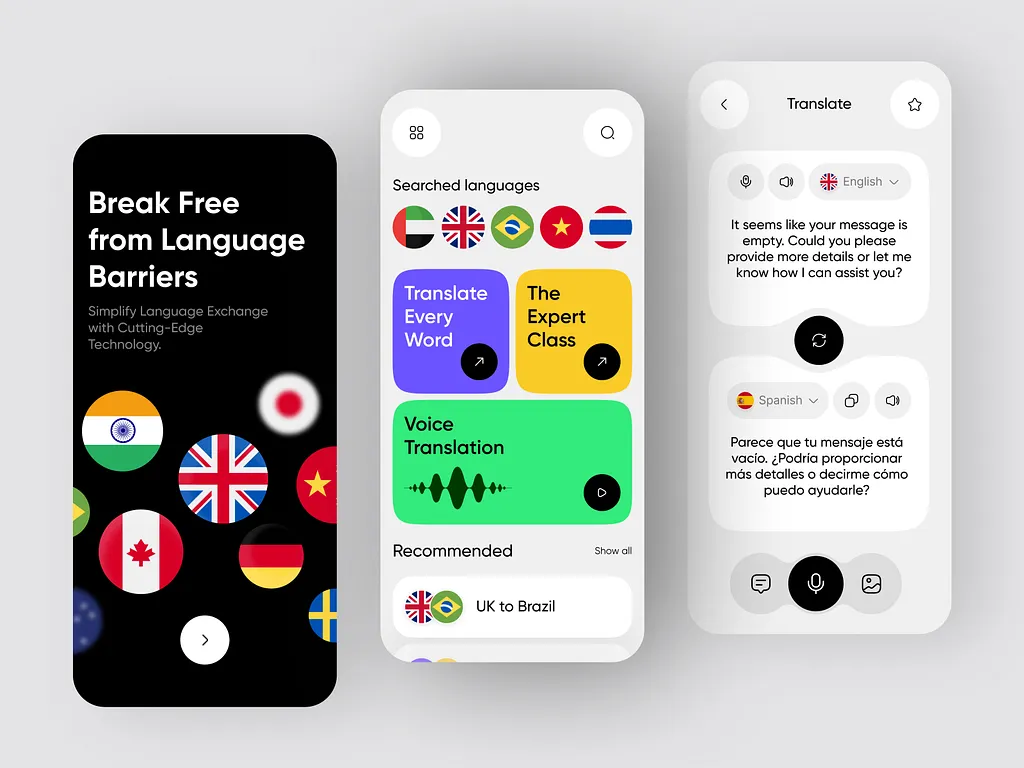 Break Free
from Language
Barriers
Simplify Language Exchange
with Cutting-Edge
Technology.
Searched languages
Translate
Every
Word
The
Expert
Class
Voice
Translation
Recommended
Show all
UK to Brazil
Translate
English
It seems like your message is
empty. Could you please
provide more details or let me
know how I can assist you?
Spanish
Parece que tu mensaje está
vacío. ¿Podría proporcionar
más detalles o decirme cómo
puedo ayudarle?